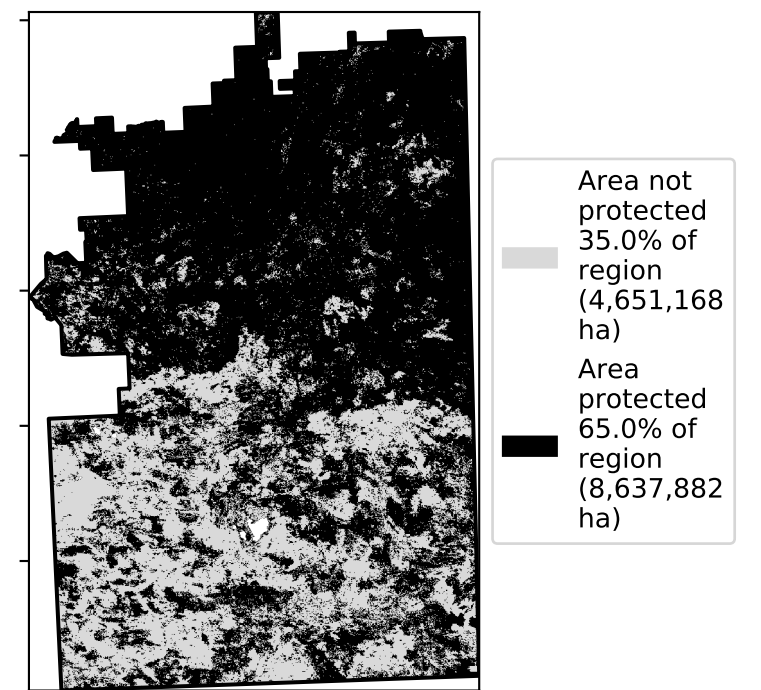 Area not
protected
35.0% of
region
(4,651,168
ha)
Area
protected
65.0% of
region
(8,637,882
ha)